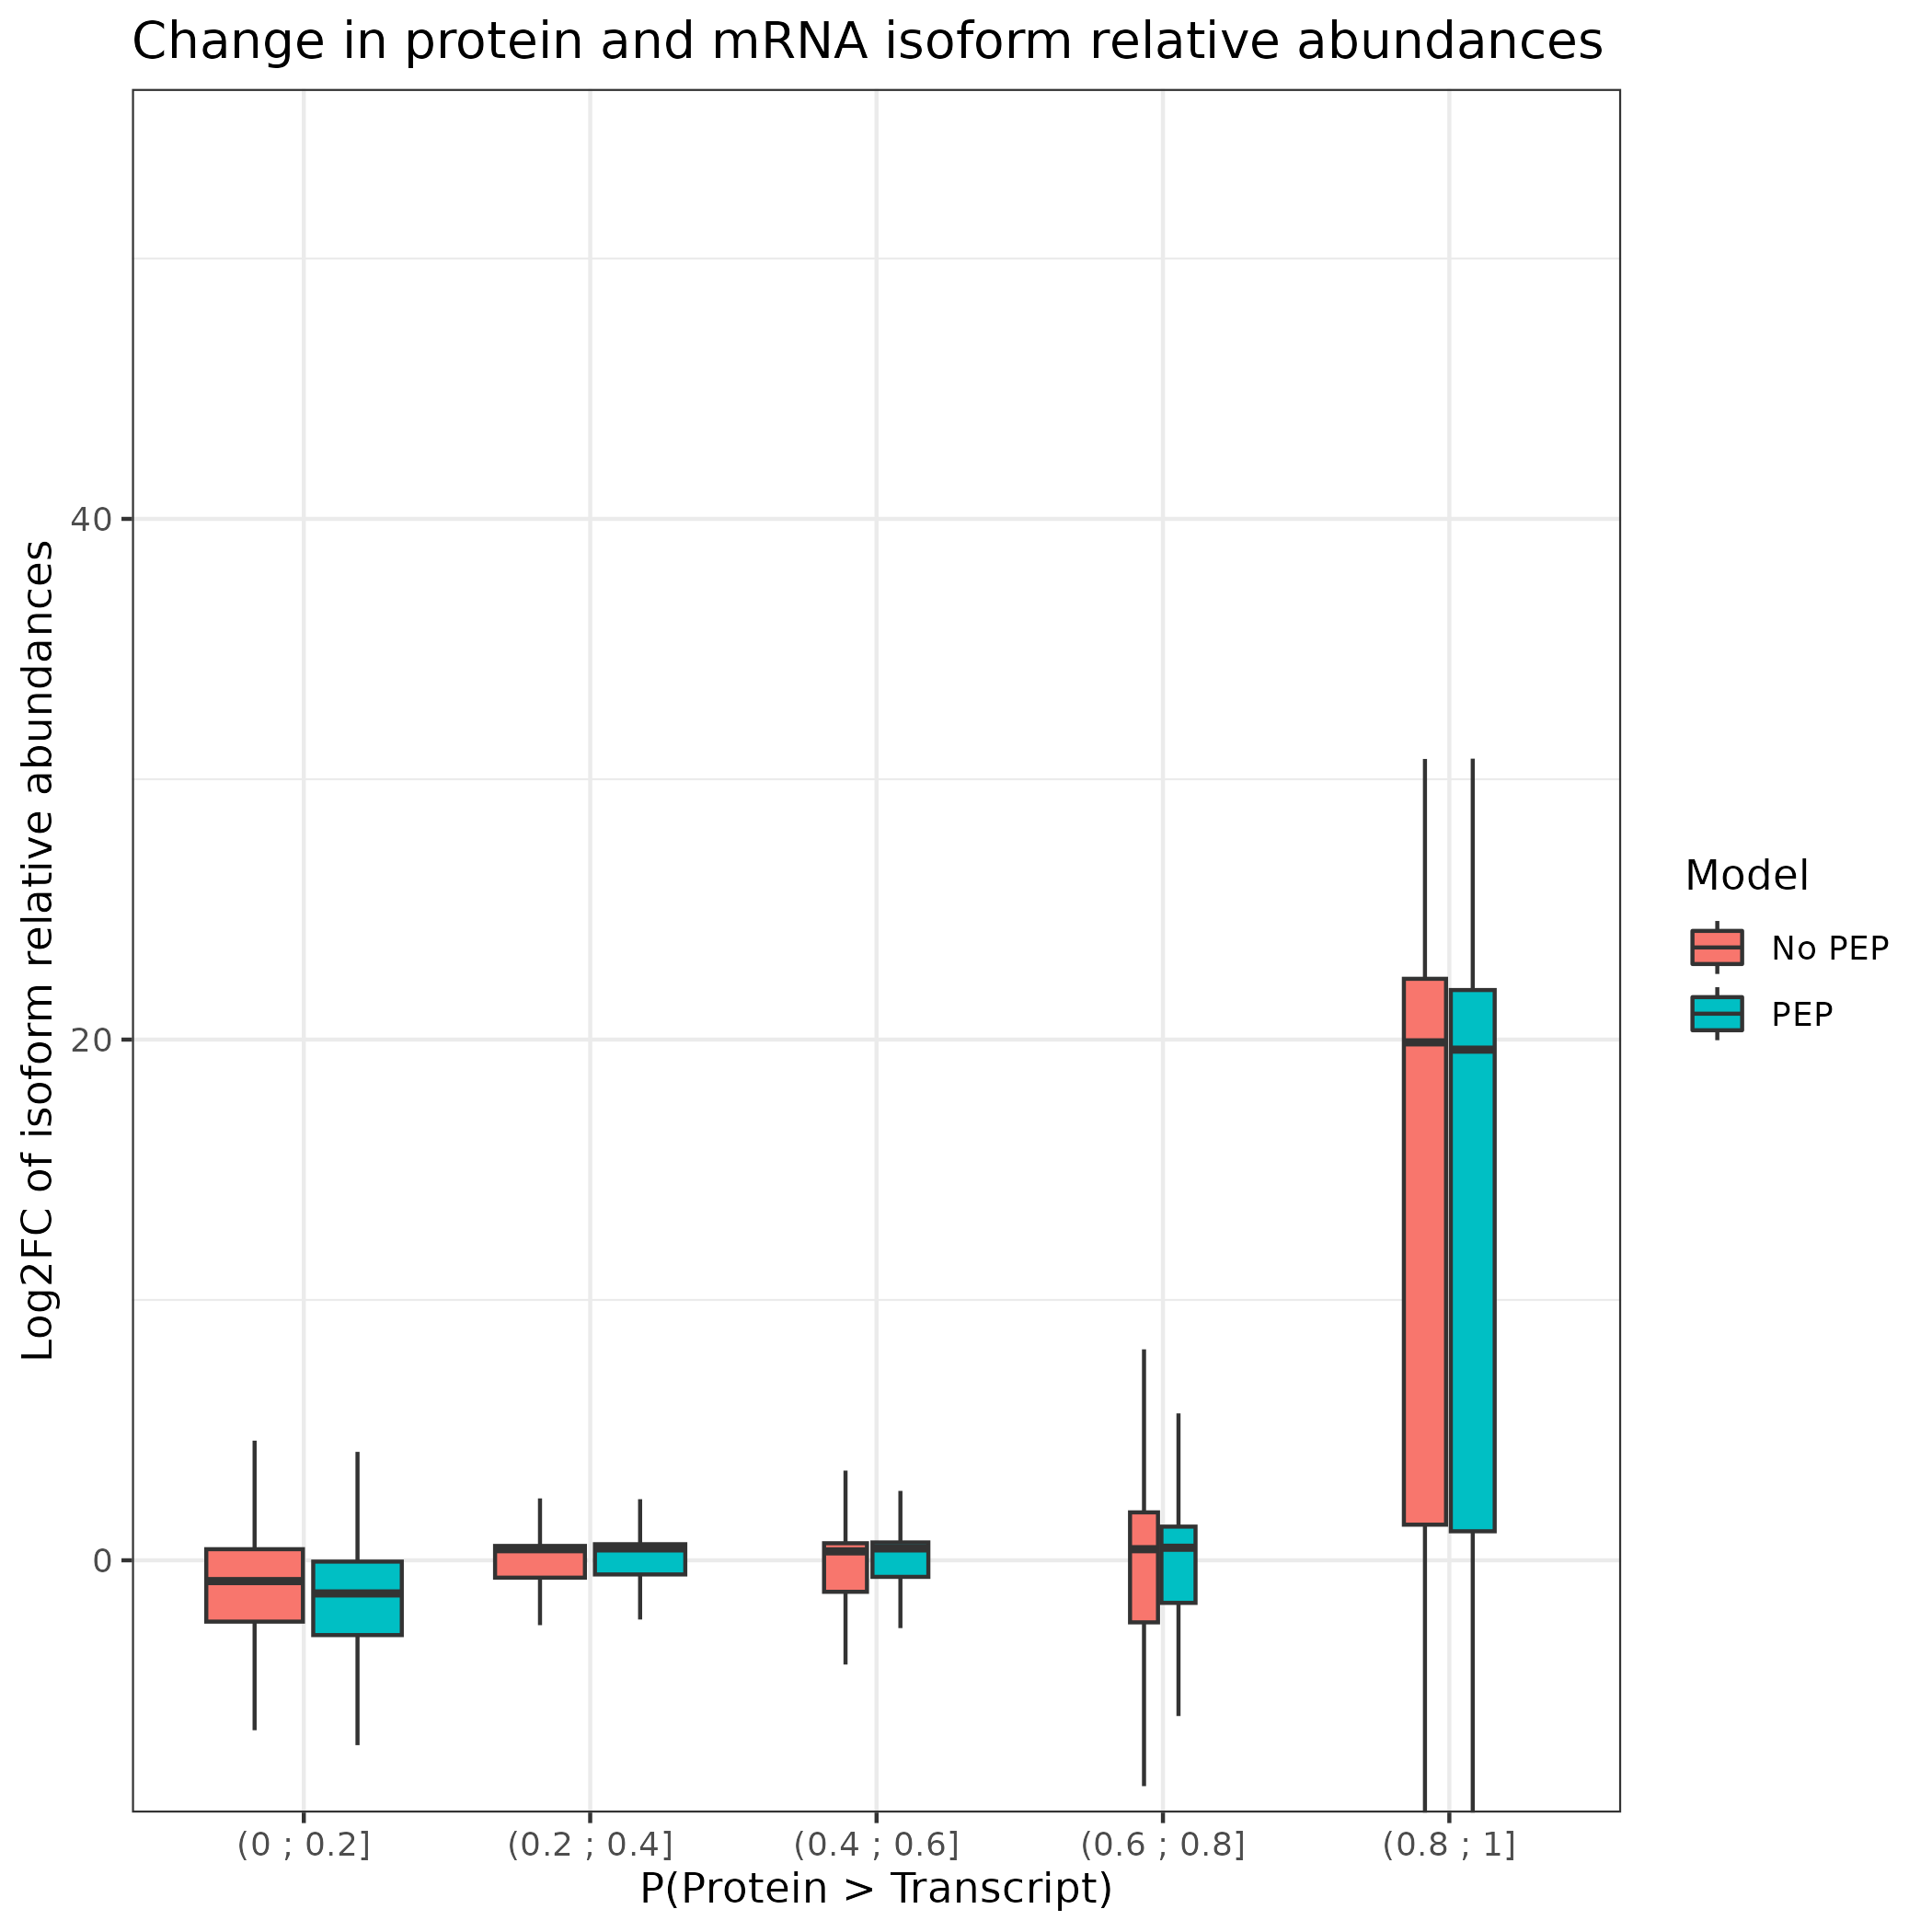 Change in protein and mRNA isoform relative abundances
Log2FC of isoform relative abundances
40
20
0
(0 ; 0.2]
(0.2 ; 0.4]
(0.4 ; 0.6]
(0.6 ; 0.8]
(0.8 ; 1]
P(Protein > Transcript)
Model
No PEP
PEP